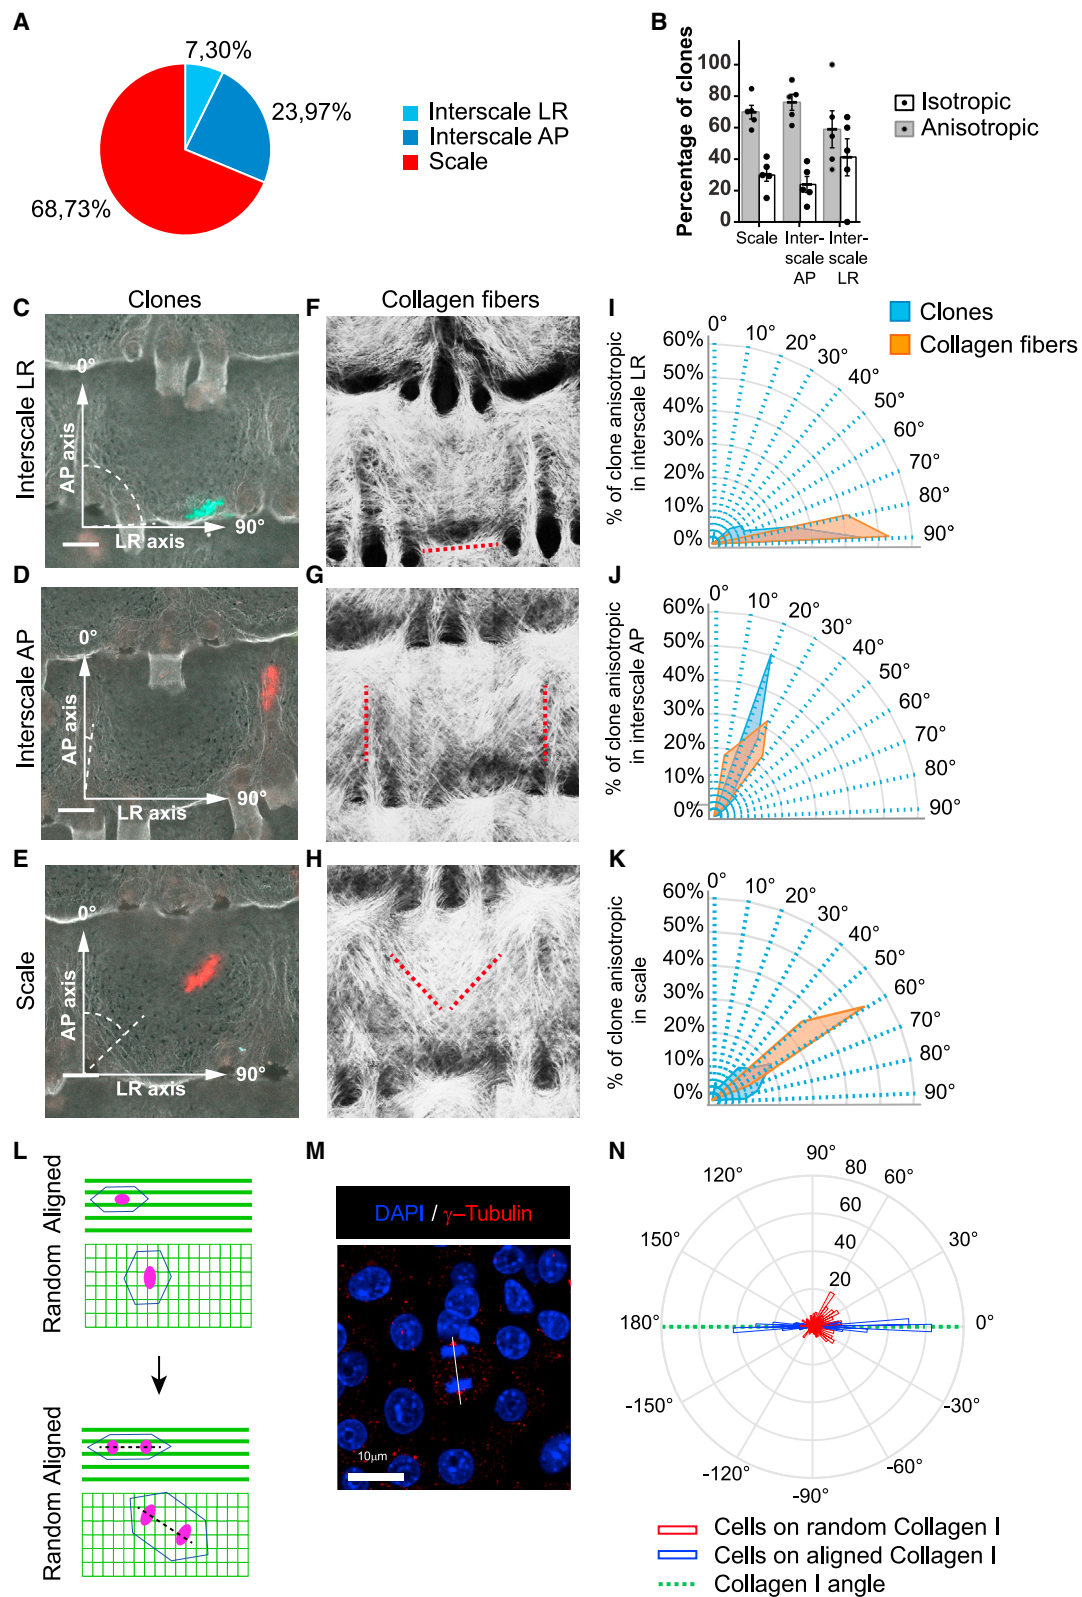 A
7,30%
23,97%
68,73%
Interscale LR
Interscale AP
Scale
B
Percentage of clones
100
80
60
40
20
0
Scale
Inter-
scale
AP
Inter-
scale
LR
Isotropic
Anisotropic
Clones
Collagen fibers
C
Interscale LR
0°
AP axis
LR axis
90°
F
I
Clones
Collagen fibers
% of clone anisotropic
in interscale LR
60%
50%
40%
30%
20%
10%
0%
0°
10°
20°
30°
40°
50°
60°
70°
80°
90°
D
Interscale AP
0°
AP axis
LR axis
90°
G
J
% of clone anisotropic
in interscale AP
60%
50%
40%
30%
20%
10%
0%
0°
10°
20°
30°
40°
50°
60°
70°
80°
90°
E
Scale
0°
AP axis
LR axis
90°
H
K
% of clone anisotropic
in scale
60%
50%
40%
30%
20%
10%
0%
0°
10°
20°
30°
40°
50°
60°
70°
80°
90°
L
Random Aligned
Random Aligned
M
DAPI / γ–Tubulin
10μm
N
90°
120°
150°
180°
-150°
-120°
-90°
-60°
-30°
0°
30°
60°
80
60
40
20
Cells on random Collagen I
Cells on aligned Collagen I
Collagen I angle